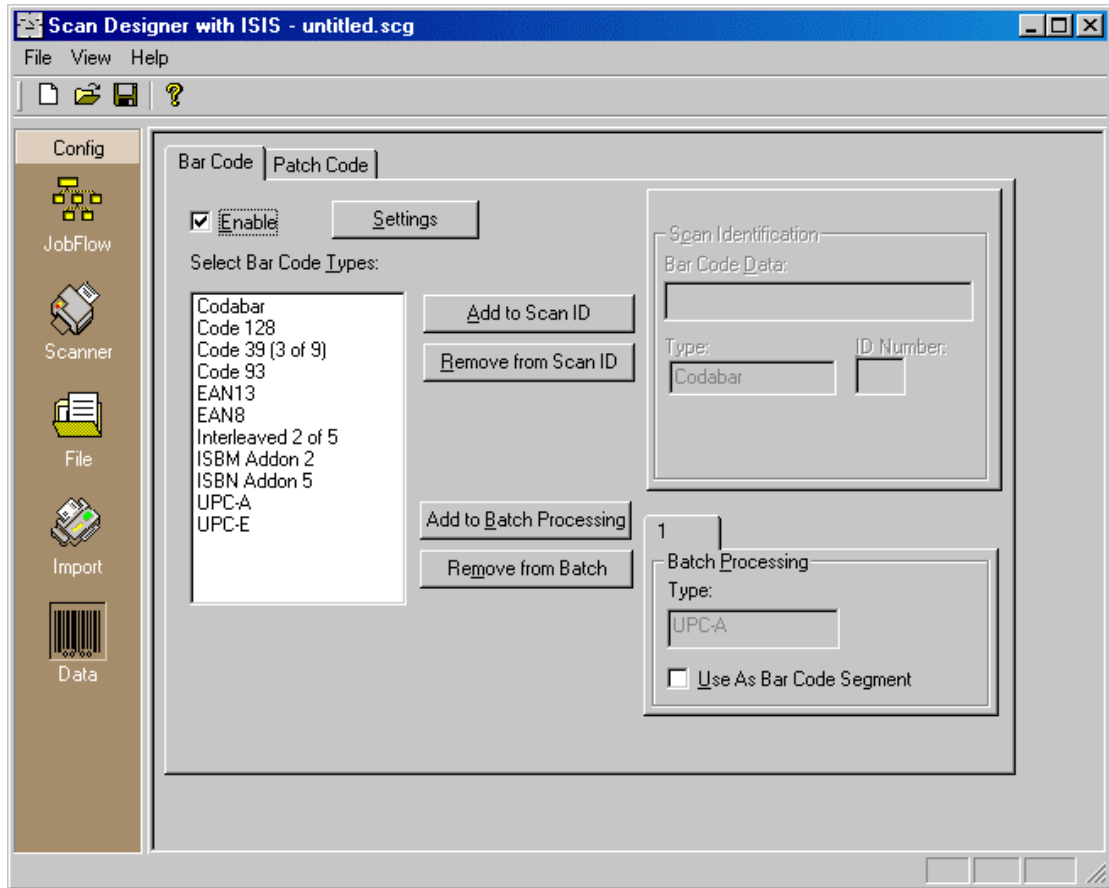 Scan Designer with ISIS - untitled.scg
File View Help
Config
JobFlow
Scanner
File
Import
Data
Bar Code Patch Code
Enable Settings
Select Bar Code Types:
Codabar
Code 128
Code 39 (3 of 9)
Code 93
EAN13
EAN8
Interleaved 2 of 5
ISBM Addon 2
ISBN Addon 5
UPC-A
UPC-E
Add to Scan ID
Remove from Scan ID
Add to Batch Processing
Remove from Batch
Scan Identification
Bar Code Data:
Type: ID Number:
Codabar
1
Batch Processing
Type:
UPC-A
Use As Bar Code Segment